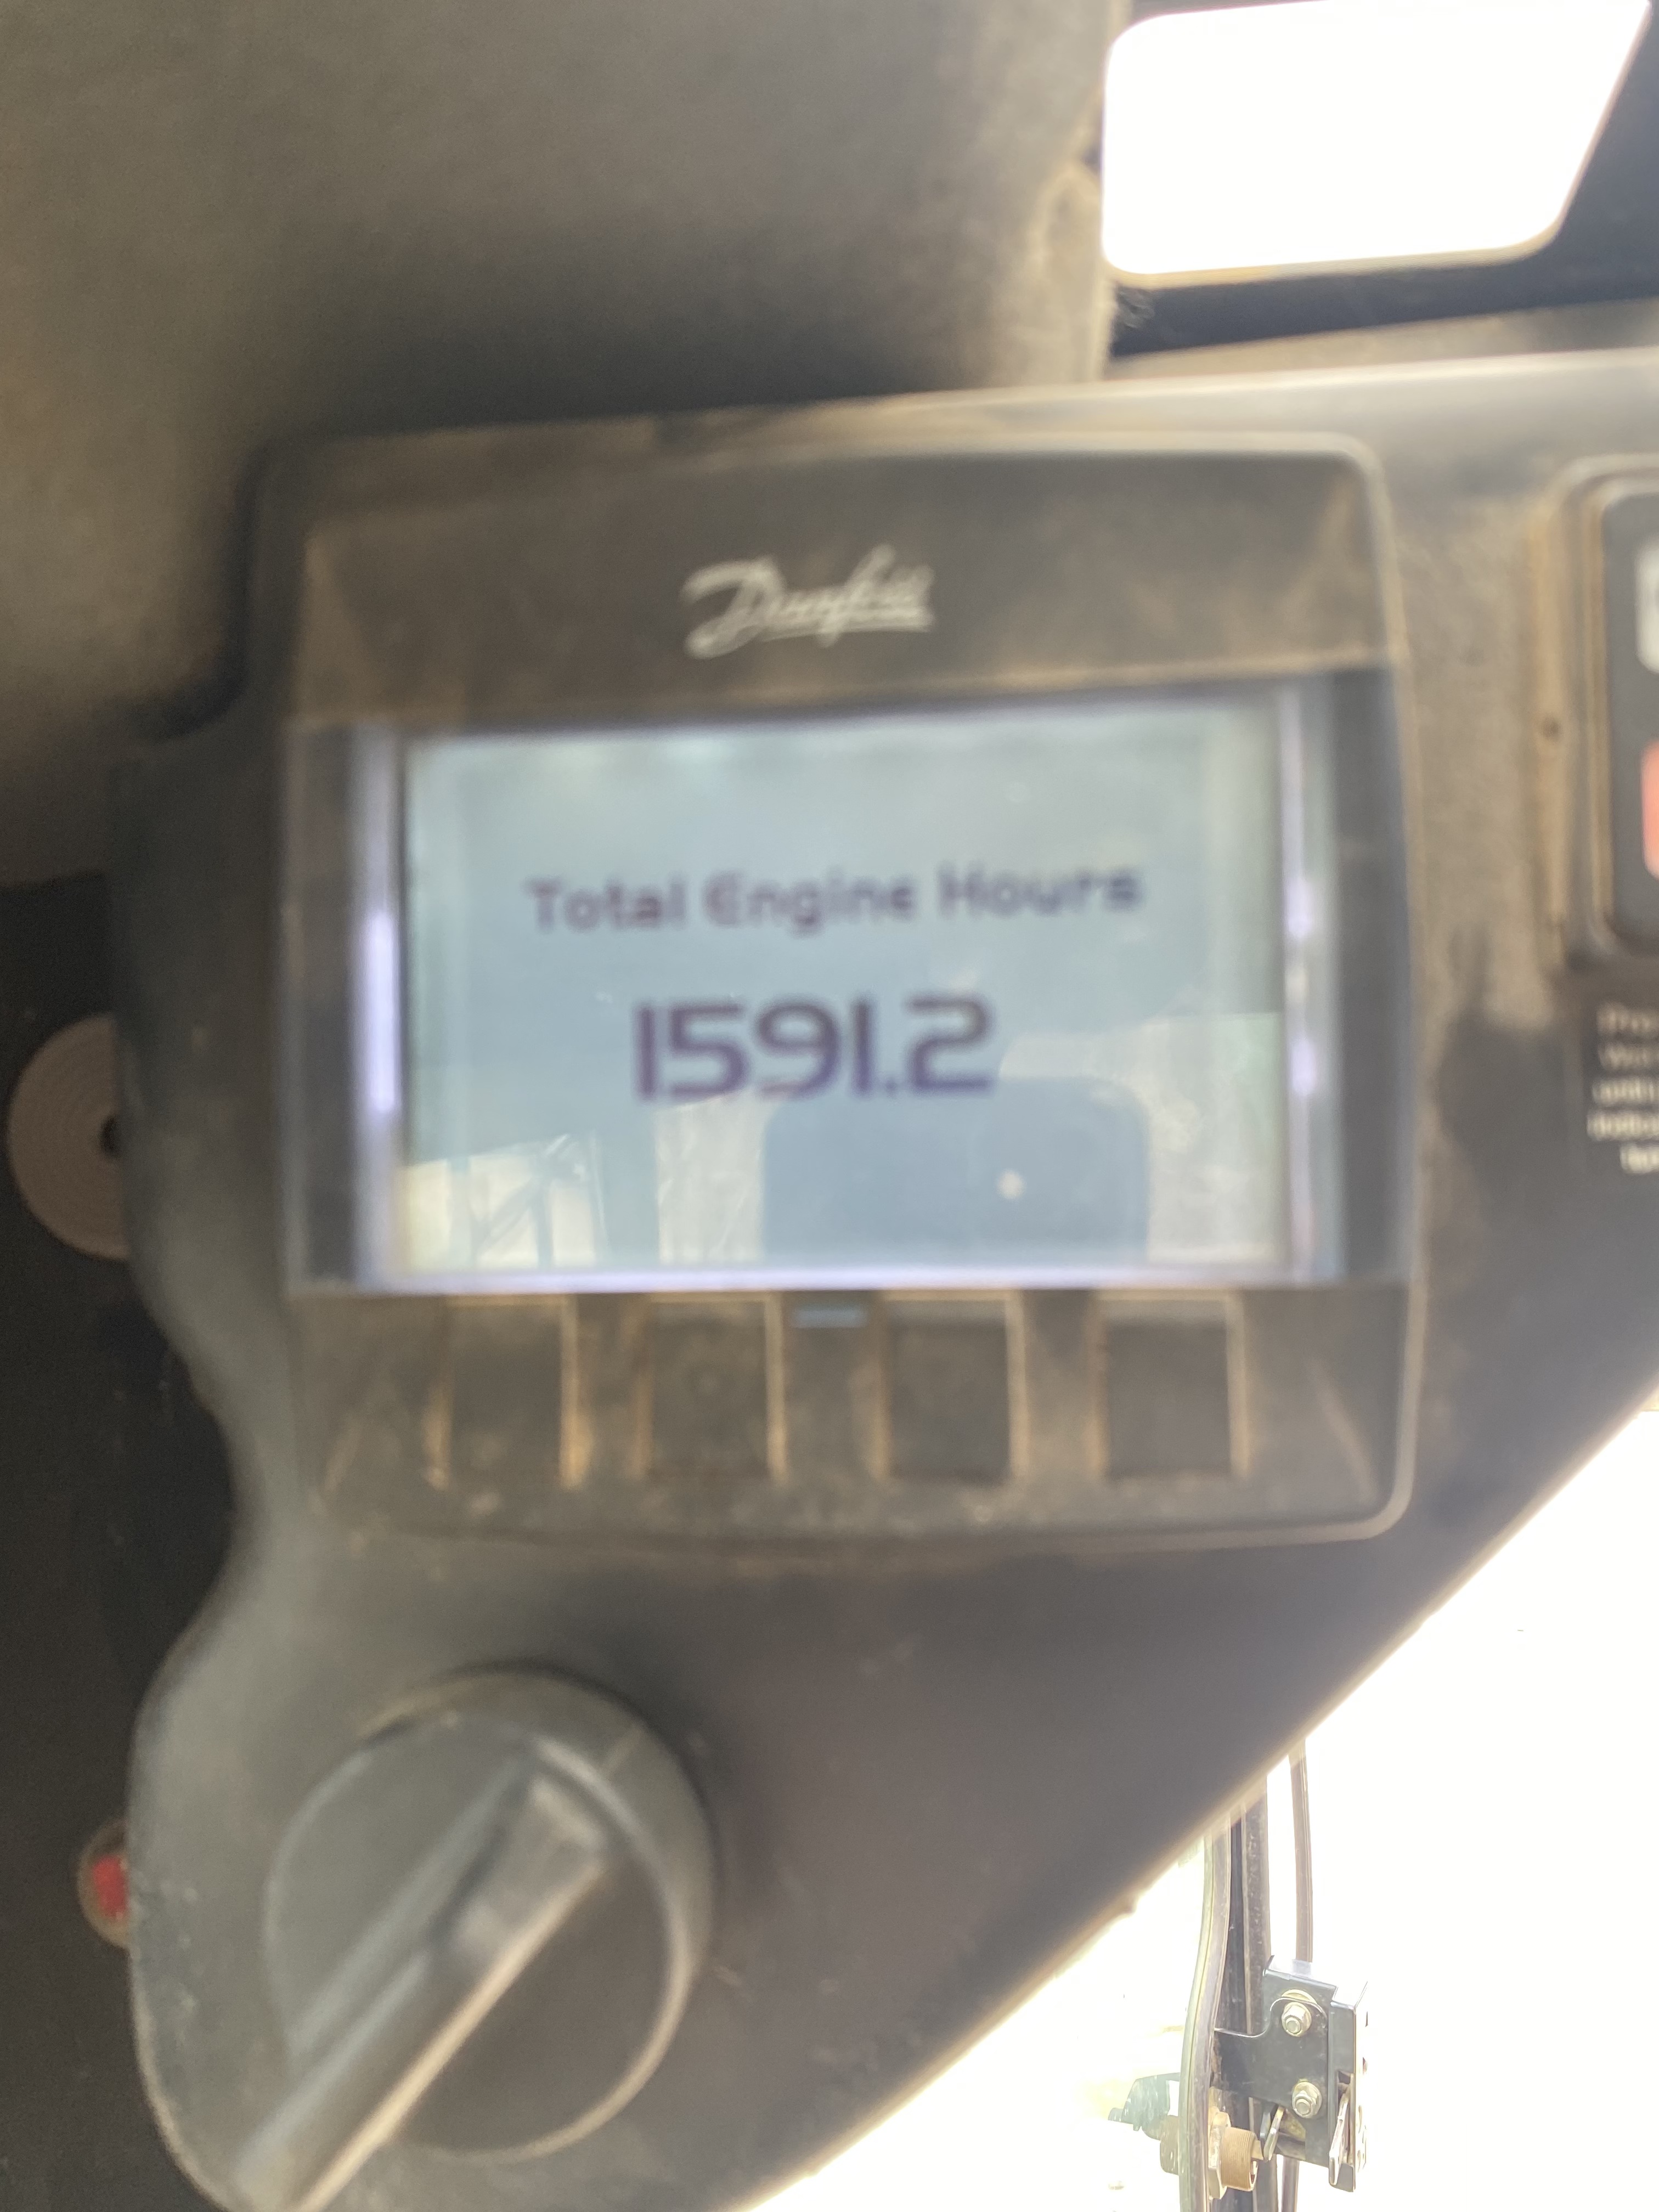 Danfoss
Total Engine Hours
1591.2